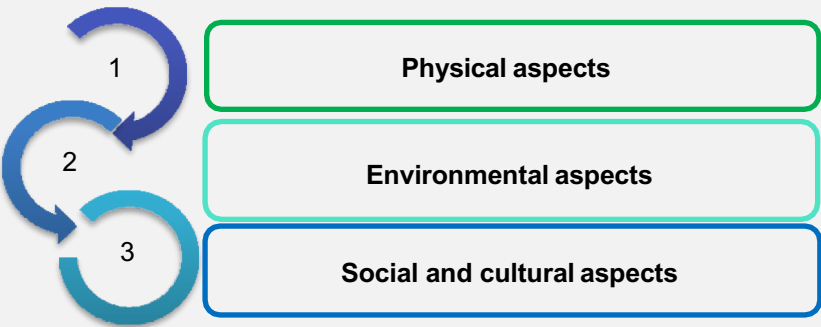 1
Physical aspects
2
Environmental aspects
3
Social and cultural aspects